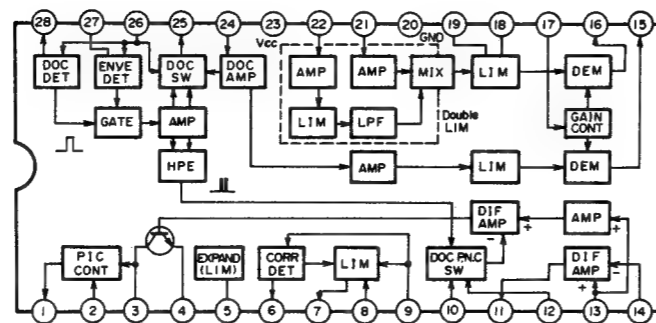 28 27 26 25 24 23 22 21 20 19 18 17 16 15
Vcc GND
DOC DET
ENVE DET
DOC SW
DOC AMP
AMP
AMP
MIX
LIM
DEM
GATE
AMP
LIM
LPF
Double LIM
GAIN CONT
HPE
AMP
LIM
DEM
DIF AMP
AMP
+
+
-
PIC CONT
EXPAND (LIM)
CORR DET
LIM
DOC P.N.C SW
DIF AMP
-
+
1 2 3 4 5 6 7 8 9 10 11 12 13 14